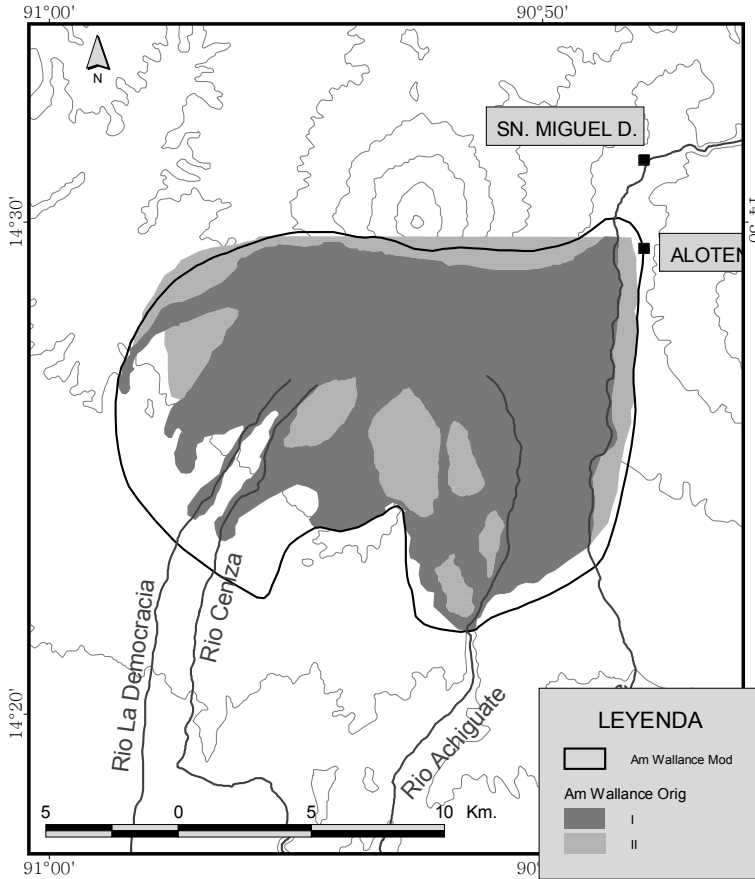 91°00'
90°50'
N
SN. MIGUEL D.
14°30'
ALOTEN
Rio La Democracia
Rio Ceniza
Rio Achiguate
14°20'
LEYENDA
Am Wallance Mod
Am Wallance Orig
I
II
5 0 5 10 Km.
91°00'